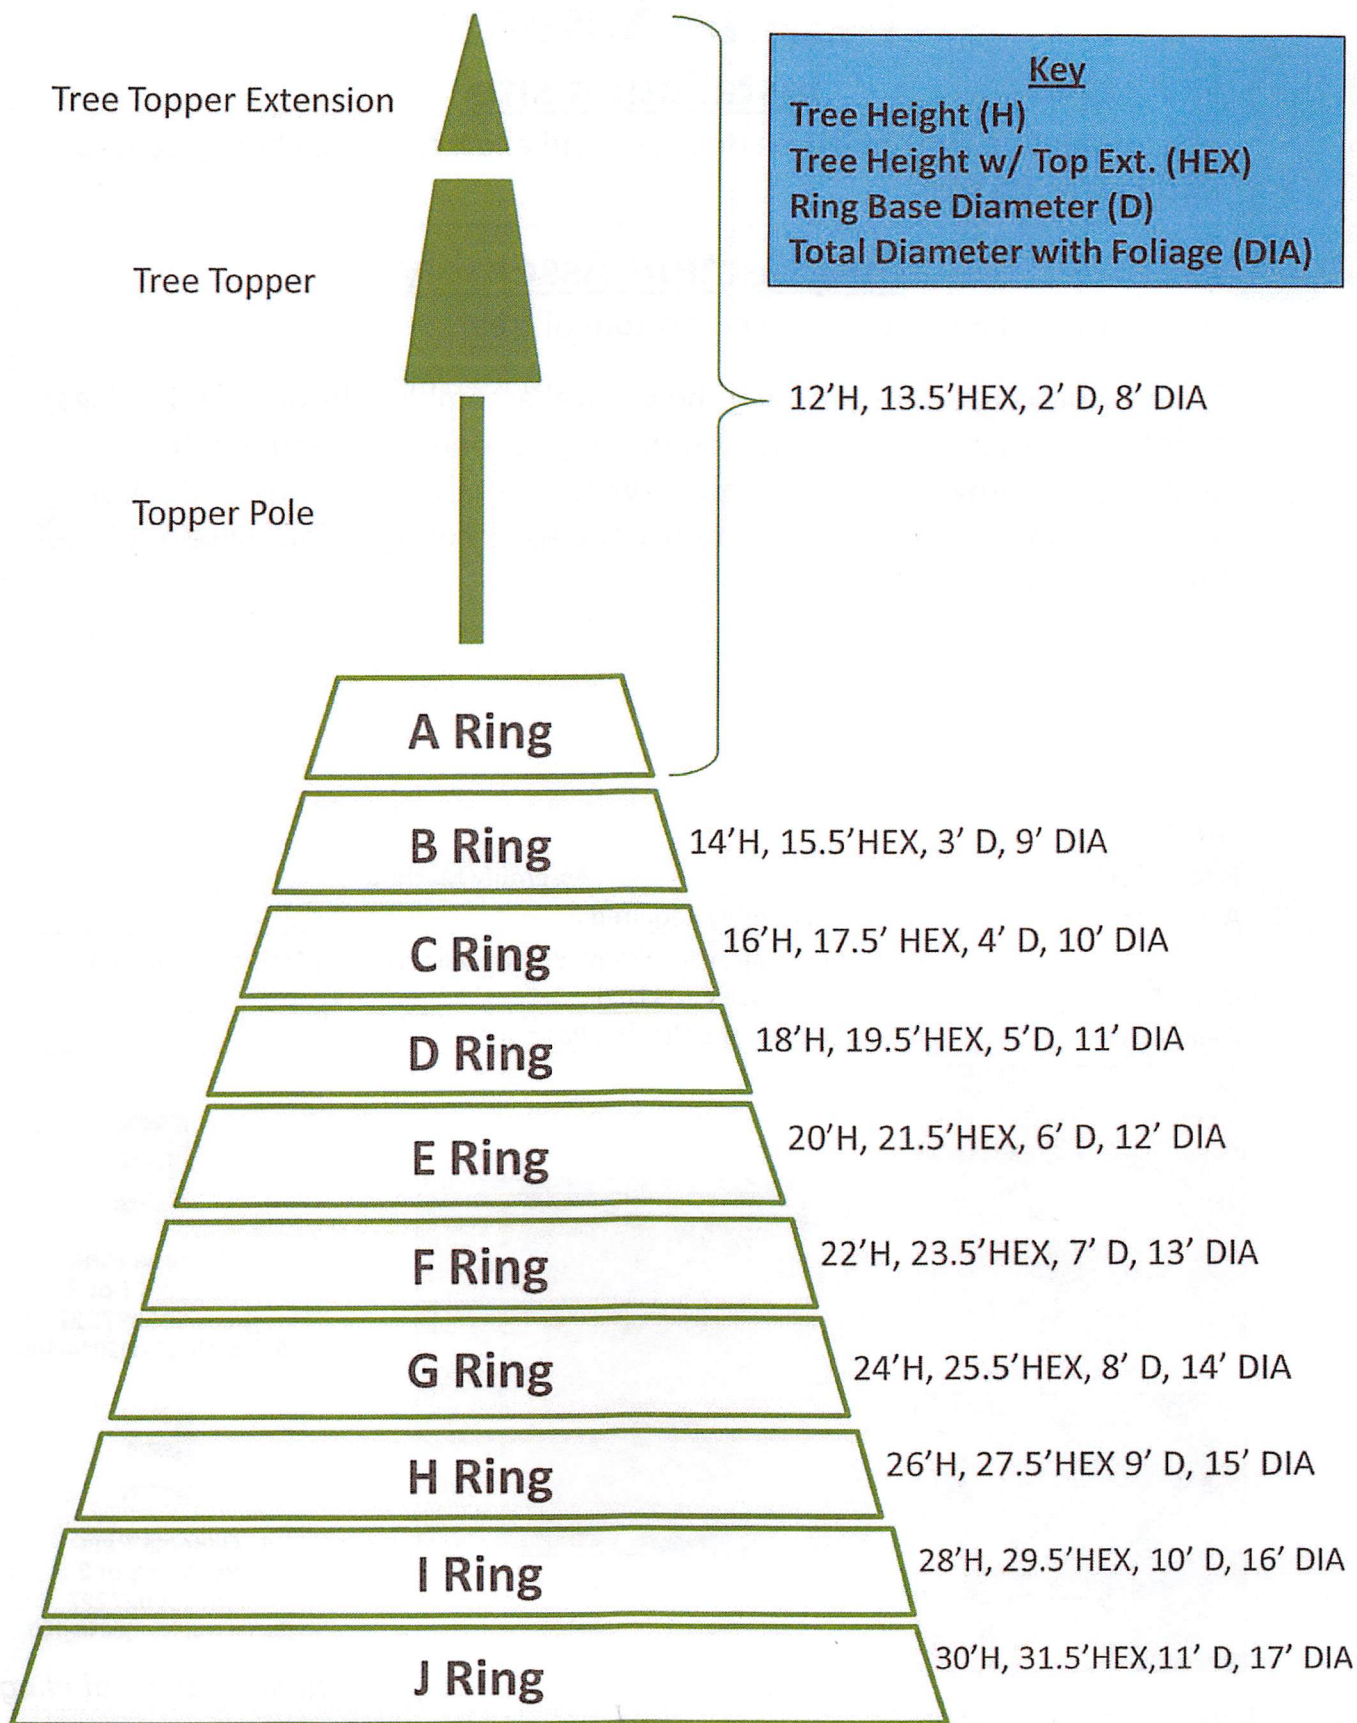 Tree Topper Extension
Key
Tree Height (H)
Tree Height w/ Top Ext. (HEX)
Ring Base Diameter (D)
Total Diameter with Foliage (DIA)
Tree Topper
12’H, 13.5’HEX, 2’ D, 8’ DIA
Topper Pole
A Ring
B Ring
14’H, 15.5’HEX, 3’ D, 9’ DIA
C Ring
16’H, 17.5’ HEX, 4’ D, 10’ DIA
D Ring
18’H, 19.5’HEX, 5’D, 11’ DIA
E Ring
20’H, 21.5’HEX, 6’ D, 12’ DIA
F Ring
22’H, 23.5’HEX, 7’ D, 13’ DIA
G Ring
24’H, 25.5’HEX, 8’ D, 14’ DIA
H Ring
26’H, 27.5’HEX 9’ D, 15’ DIA
I Ring
28’H, 29.5’HEX, 10’ D, 16’ DIA
J Ring
30’H, 31.5’HEX,11’ D, 17’ DIA